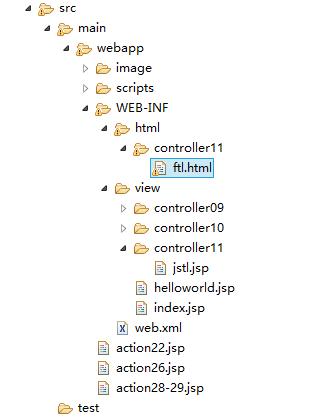 src
main
webapp
image
scripts
WEB-INF
html
controller11
ftl.html
view
controller09
controller10
controller11
jstl.jsp
helloworld.jsp
index.jsp
web.xml
action22.jsp
action26.jsp
action28-29.jsp
test